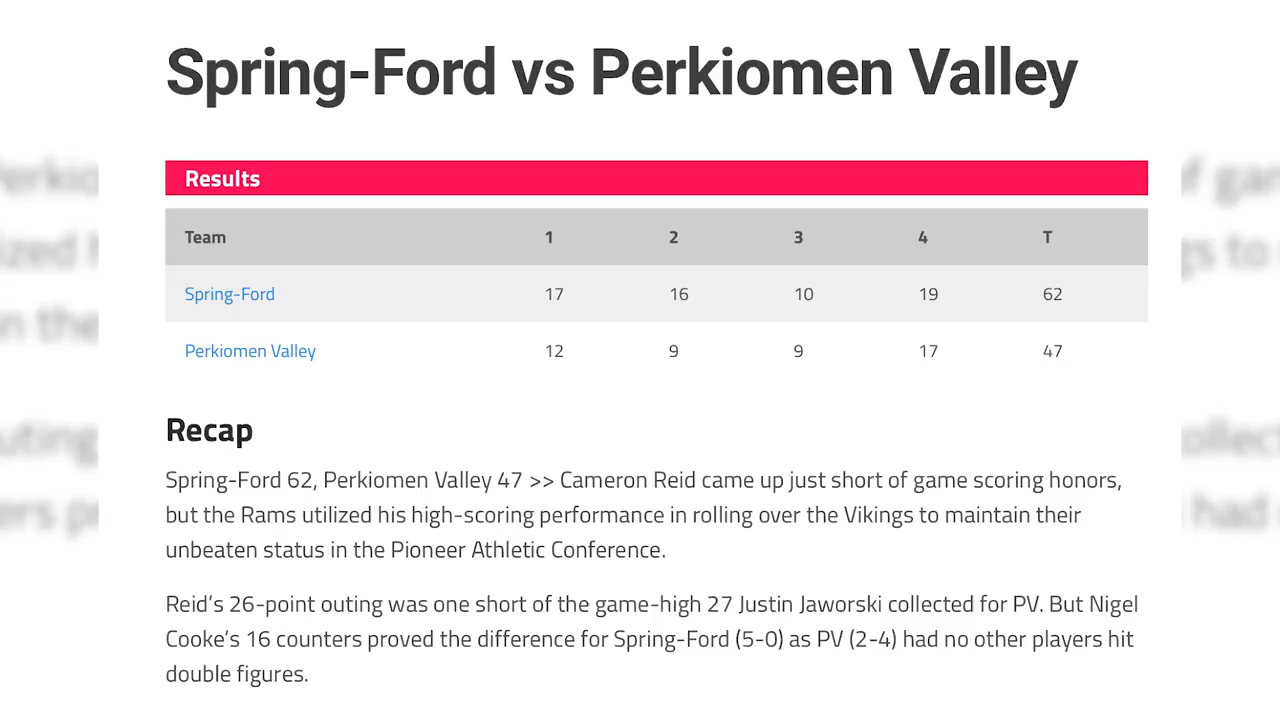 Spring-Ford vs Perkiomen Valley
Results
Team 1 2 3 4 T
Spring-Ford 17 16 10 19 62
Perkiomen Valley 12 9 9 17 47
Recap
Spring-Ford 62, Perkiomen Valley 47 >> Cameron Reid came up just short of game scoring honors,
but the Rams utilized his high-scoring performance in rolling over the Vikings to maintain their
unbeaten status in the Pioneer Athletic Conference.
Reid’s 26-point outing was one short of the game-high 27 Justin Jaworski collected for PV. But Nigel
Cooke’s 16 counters proved the difference for Spring-Ford (5-0) as PV (2-4) had no other players hit
double figures.